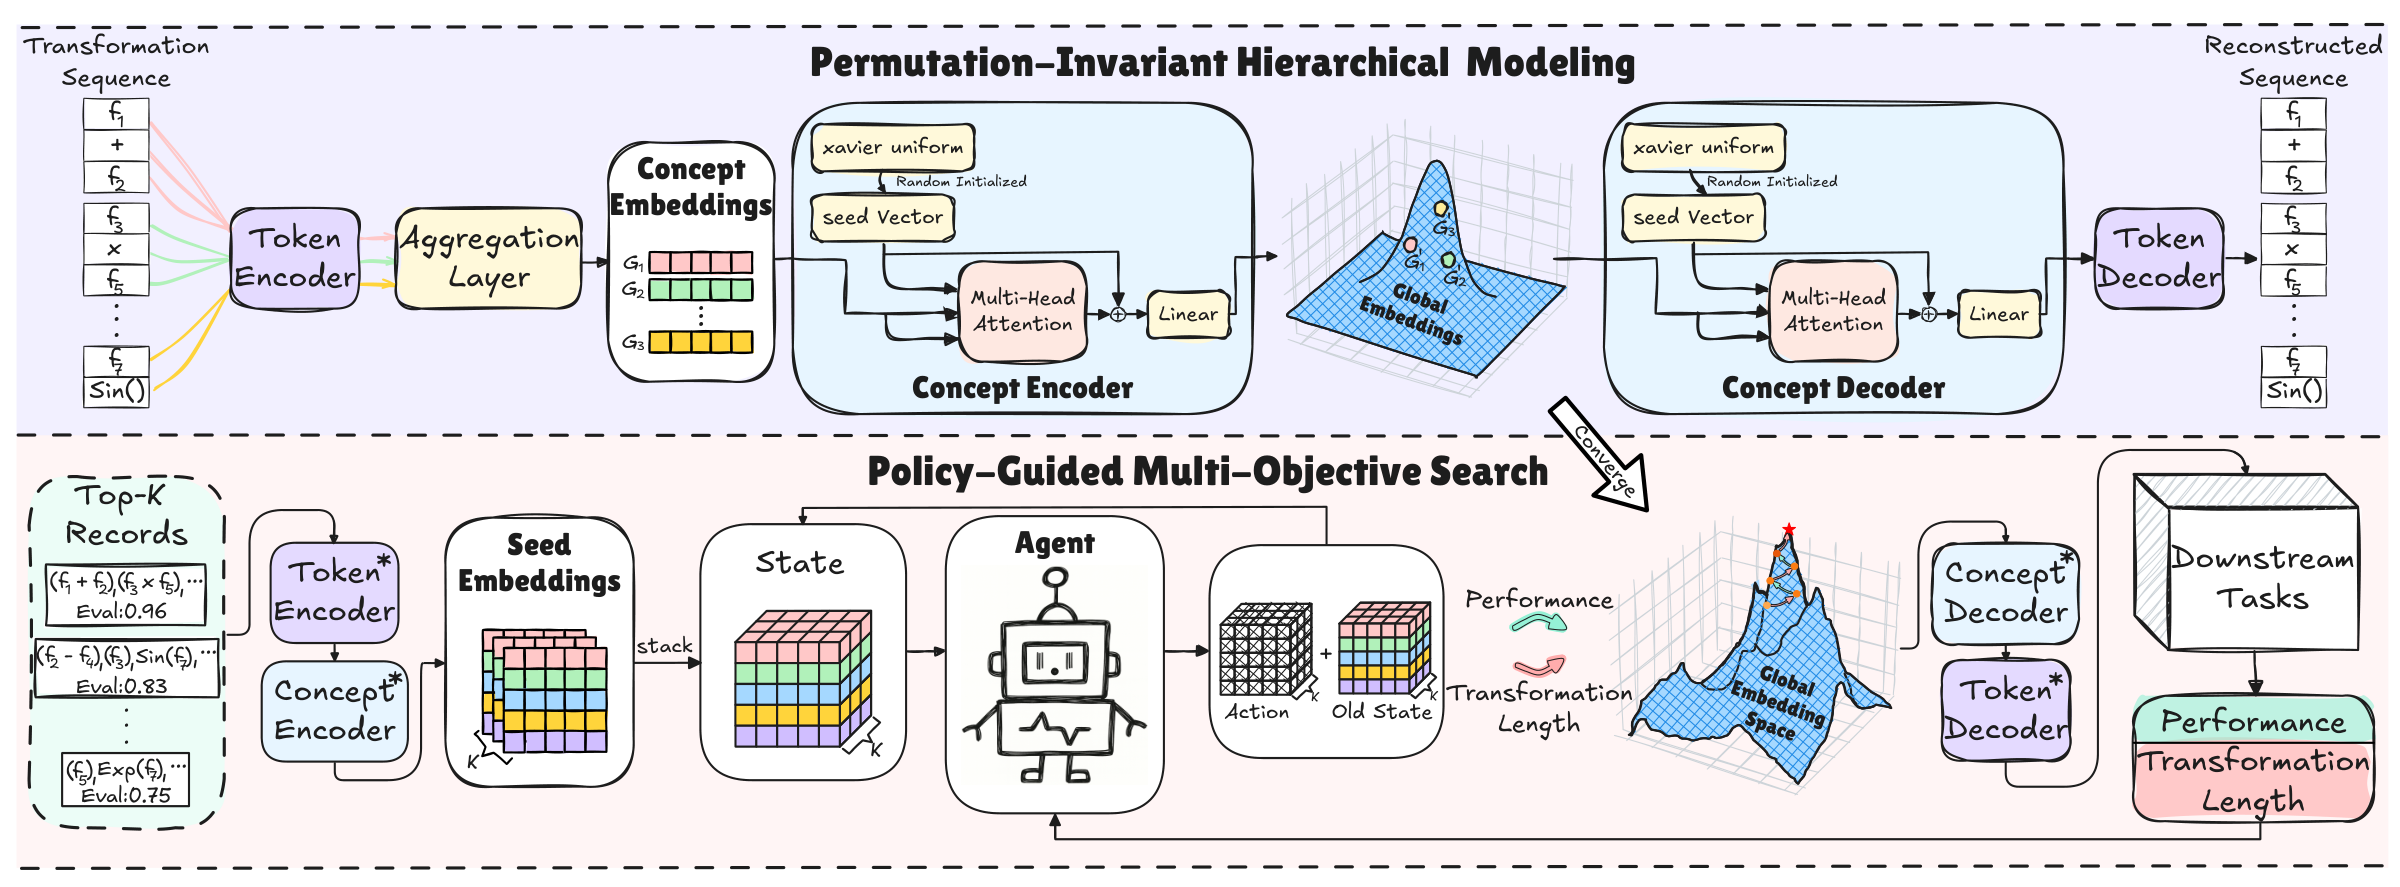 Permutation-Invariant Hierarchical Modeling
Transformation
Sequence
f1
+
f2
f3
x
f5
f7
Sin()
Token
Encoder
Aggregation
Layer
Concept
Embeddings
G1
G2
G3
xavier uniform
Random Initialized
seed Vector
Multi-Head
Attention
+
Linear
Concept Encoder
G'3
G'1
G'2
Global
Embeddings
xavier uniform
Random Initialized
seed Vector
Multi-Head
Attention
+
Linear
Concept Decoder
Token
Decoder
Reconstructed
Sequence
f1
+
f2
f3
x
f5
f7
Sin()
Converge
Policy-Guided Multi-Objective Search
Top-K
Records
(f1 + f2),(f3 x f5),...
Eval:0.96
(f2 - f4),(f3),Sin(f7),...
Eval:0.83
(f5),Exp(f7),...
Eval:0.75
Token*
Encoder
Concept*
Encoder
Seed
Embeddings
K
stack
State
K
Agent
K
+
K
Action
Old State
Performance
Transformation
Length
Global
Embedding
Space
Concept*
Decoder
Token*
Decoder
Downstream
Tasks
Performance
Transformation
Length